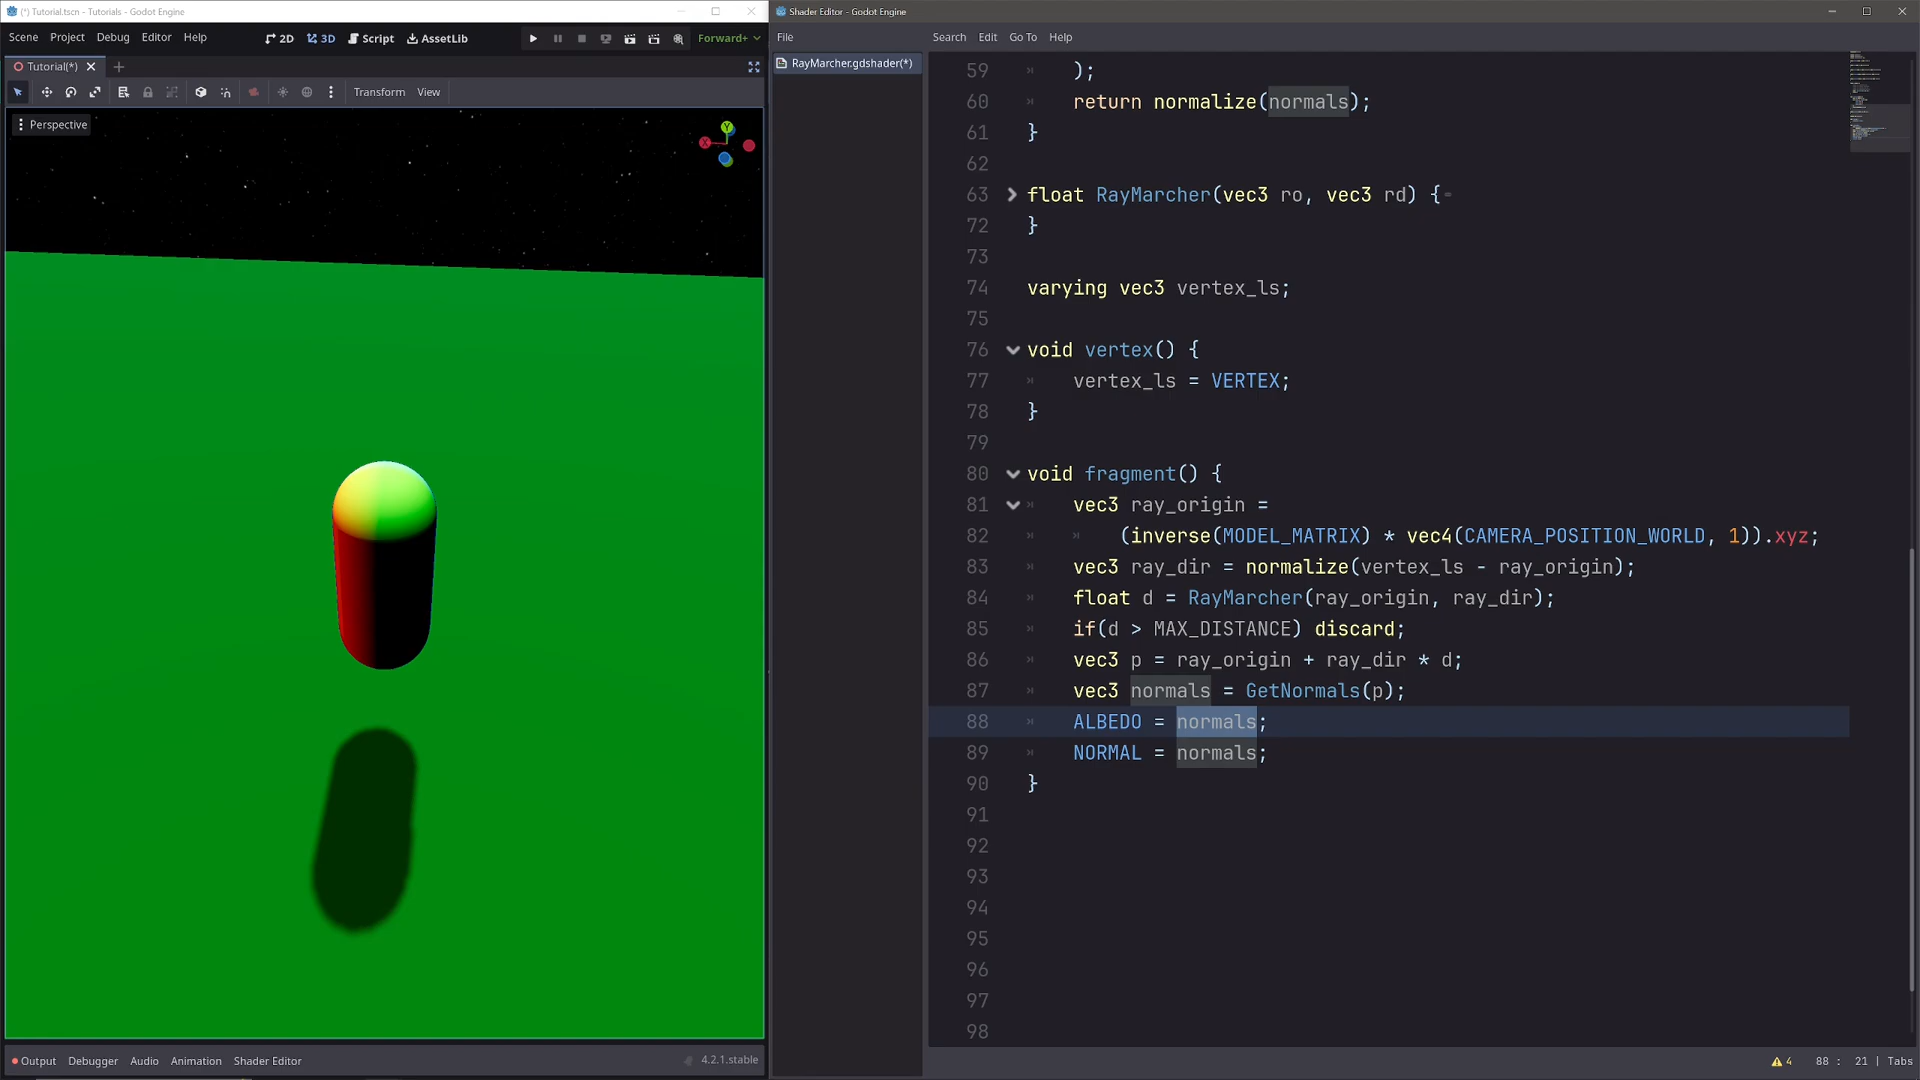 (*) Tutorial.tscn - Tutorials - Godot Engine
Scene Project Debug Editor Help
2D 3D Script AssetLib
Forward+
Tutorial(*)
Transform View
Perspective
Y
X
Output Debugger Audio Animation Shader Editor
4.2.1.stable
Shader Editor - Godot Engine
File
Search Edit Go To Help
RayMarcher.gdshader(*)
59 );
60 return normalize(normals);
61 }
62
63 float RayMarcher(vec3 ro, vec3 rd) {
72 }
73
74 varying vec3 vertex_ls;
75
76 void vertex() {
77 vertex_ls = VERTEX;
78 }
79
80 void fragment() {
81 vec3 ray_origin =
82 (inverse(MODEL_MATRIX) * vec4(CAMERA_POSITION_WORLD, 1)).xyz;
83 vec3 ray_dir = normalize(vertex_ls - ray_origin);
84 float d = RayMarcher(ray_origin, ray_dir);
85 if(d > MAX_DISTANCE) discard;
86 vec3 p = ray_origin + ray_dir * d;
87 vec3 normals = GetNormals(p);
88 ALBEDO = normals;
89 NORMAL = normals;
90 }
91
92
93
94
95
96
97
98
4 88 : 21 | Tabs